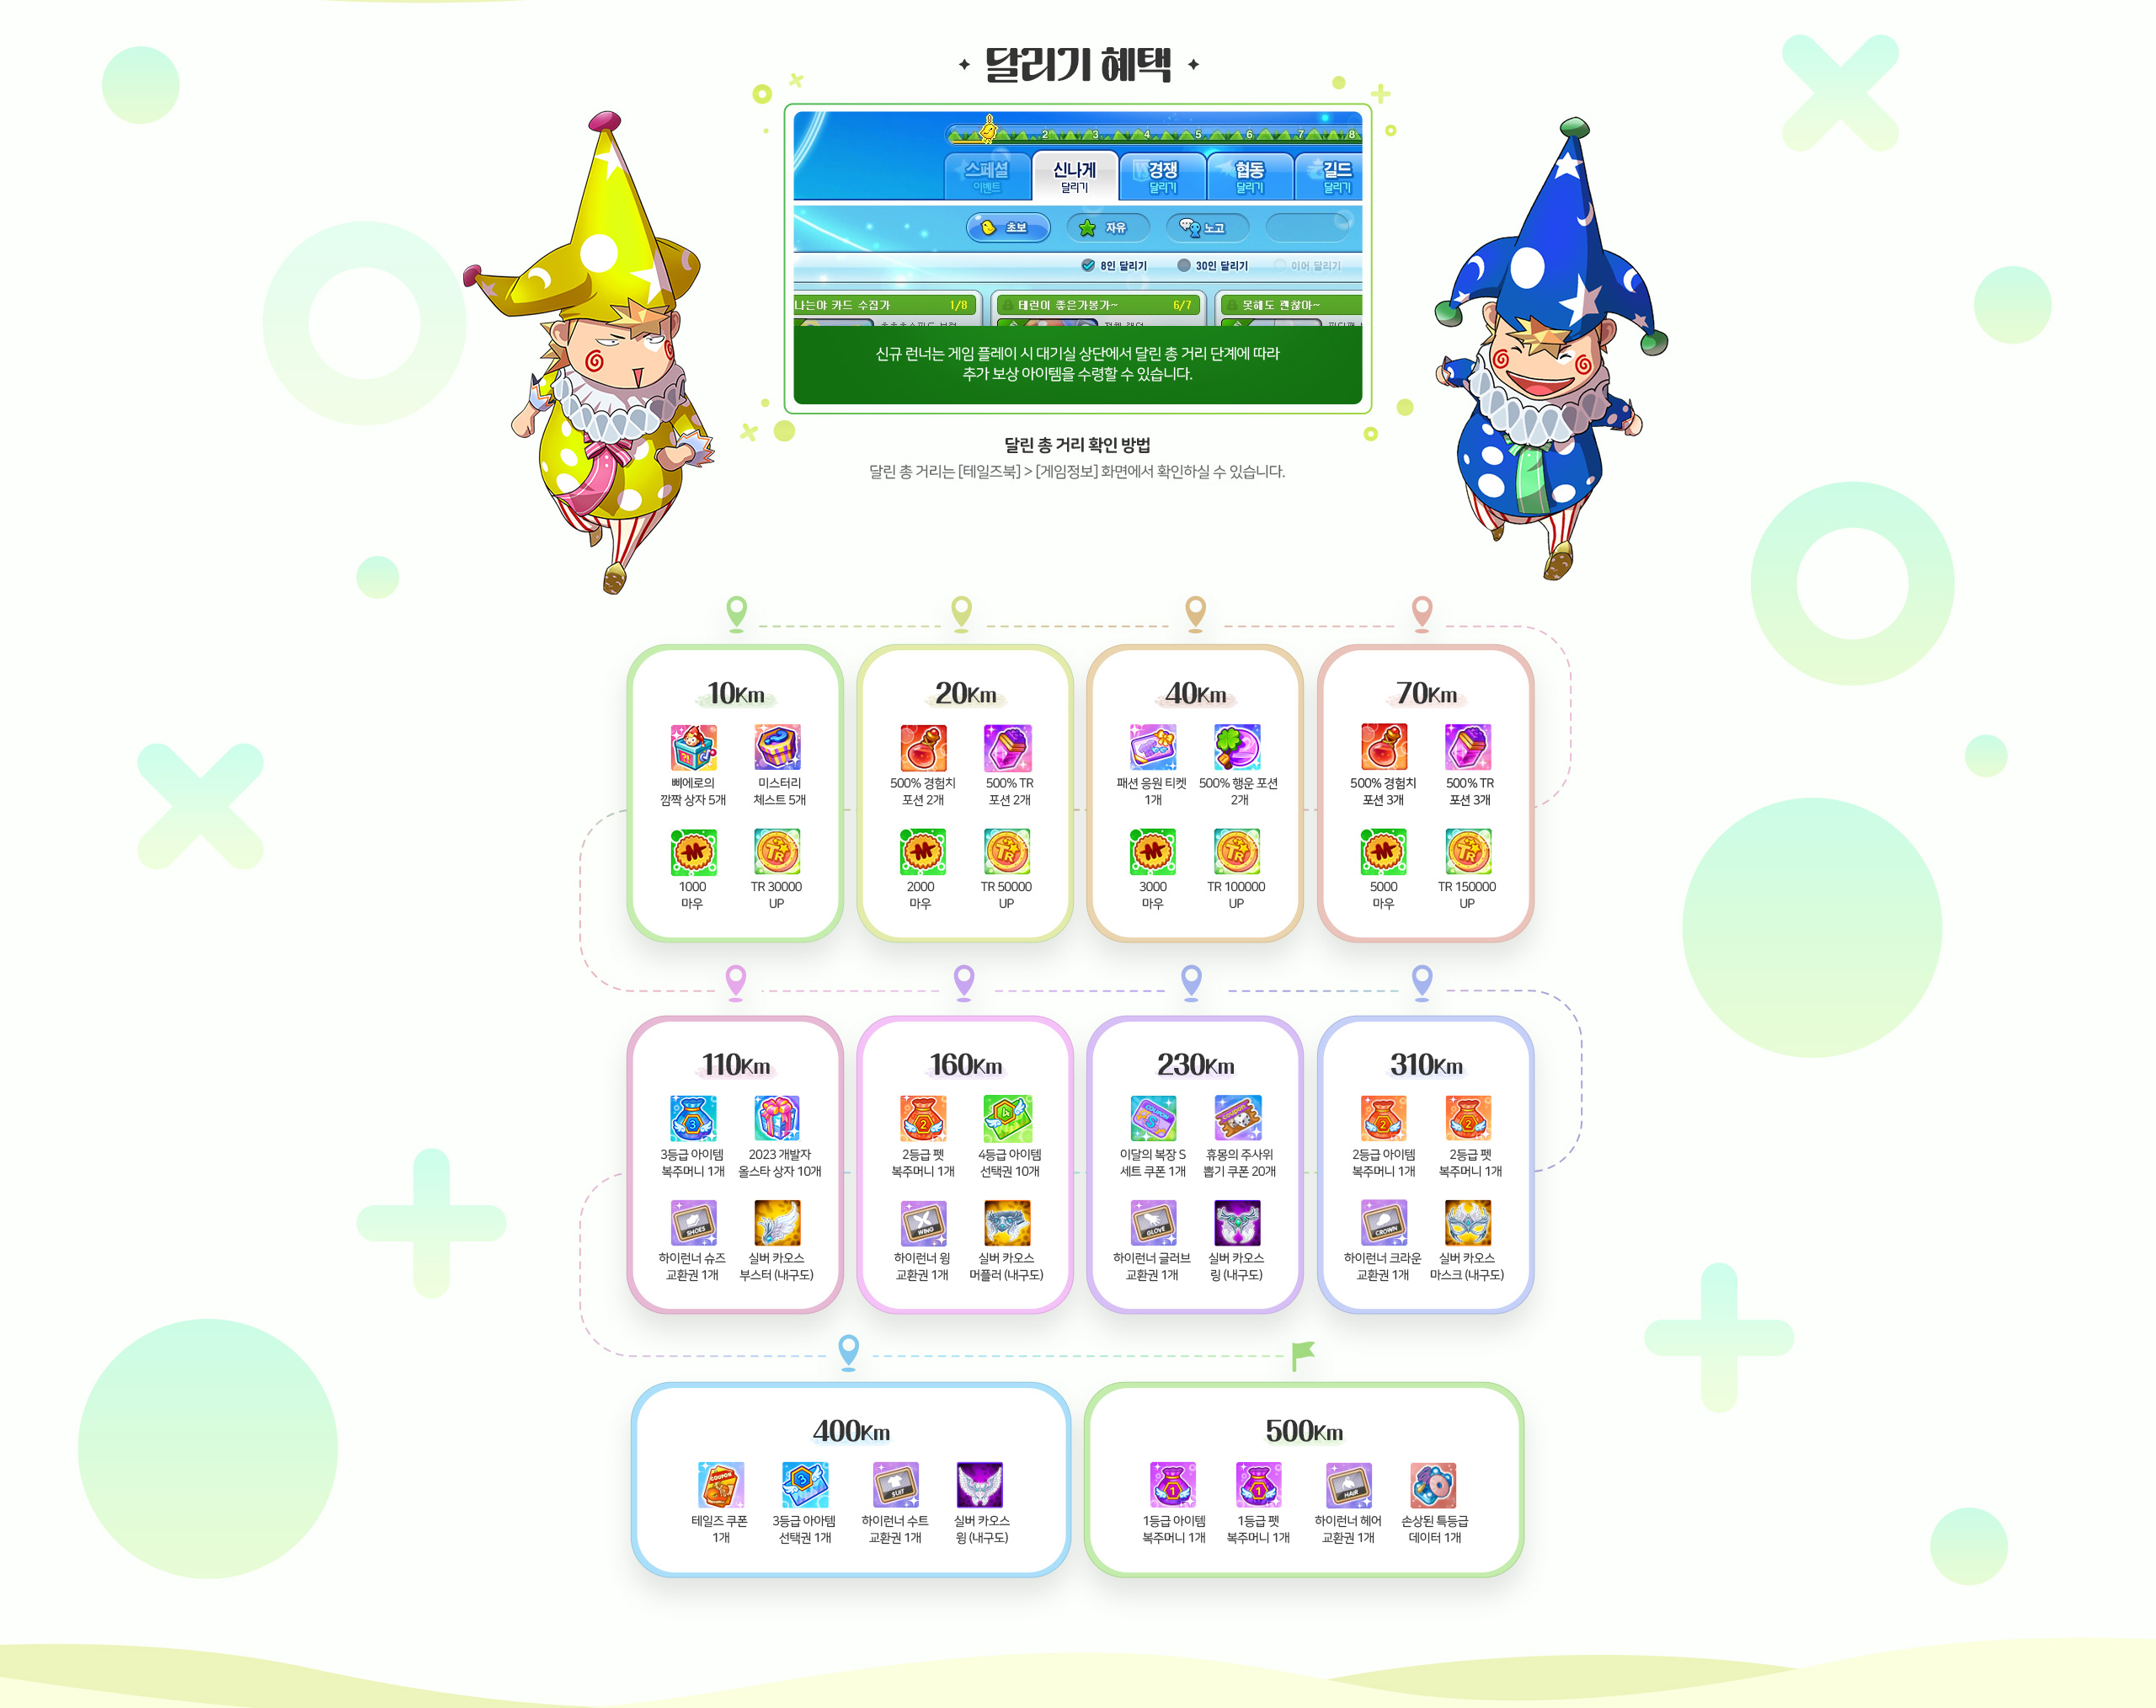 달리기 혜택
2 3 4 5 6 7 8
스페셜 이벤트
신나게 달리기
경쟁 달리기
협동 달리기
길드 달리기
초보 자유 노고
8인 달리기 30인 달리기 이어 달리기
나는야 카드 수집가 1/8
테런이 좋은가봉가~ 6/7
못해도 괜찮아~
신규 런너는 게임 플레이 시 대기실 상단에서 달린 총 거리 단계에 따라
추가 보상 아이템을 수령할 수 있습니다.
달린 총 거리 확인 방법
달린 총 거리는 [테일즈북] > [게임정보] 화면에서 확인하실 수 있습니다.
10Km
삐에로의
깜짝 상자 5개
미스터리
체스트 5개
1000
마우
TR 30000
UP
20Km
500% 경험치
포션 2개
500% TR
포션 2개
2000
마우
TR 50000
UP
40Km
패션 응원 티켓
1개
500% 행운 포션
2개
3000
마우
TR 100000
UP
70Km
500% 경험치
포션 3개
500% TR
포션 3개
5000
마우
TR 150000
UP
110Km
3
3등급 아이템
복주머니 1개
2023 개발자
올스타 상자 10개
SHOES
하이런너 슈즈
교환권 1개
실버 카오스
부스터 (내구도)
160Km
2
2등급 펫
복주머니 1개
4
4등급 아이템
선택권 10개
WING
하이런너 윙
교환권 1개
실버 카오스
머플러 (내구도)
230Km
COUPON
S
이달의 복장 S
세트 쿠폰 1개
COUPON
휴몽의 주사위
뽑기 쿠폰 20개
GLOVE
하이런너 글러브
교환권 1개
실버 카오스
링 (내구도)
310Km
2
2등급 아이템
복주머니 1개
2
2등급 펫
복주머니 1개
CROWN
하이런너 크라운
교환권 1개
실버 카오스
마스크 (내구도)
400Km
COUPON
테일즈 쿠폰
1개
3
3등급 아아템
선택권 1개
SUIT
하이런너 수트
교환권 1개
실버 카오스
윙 (내구도)
500Km
1
1등급 아이템
복주머니 1개
1
1등급 펫
복주머니 1개
HAIR
하이런너 헤어
교환권 1개
손상된 특등급
데이터 1개